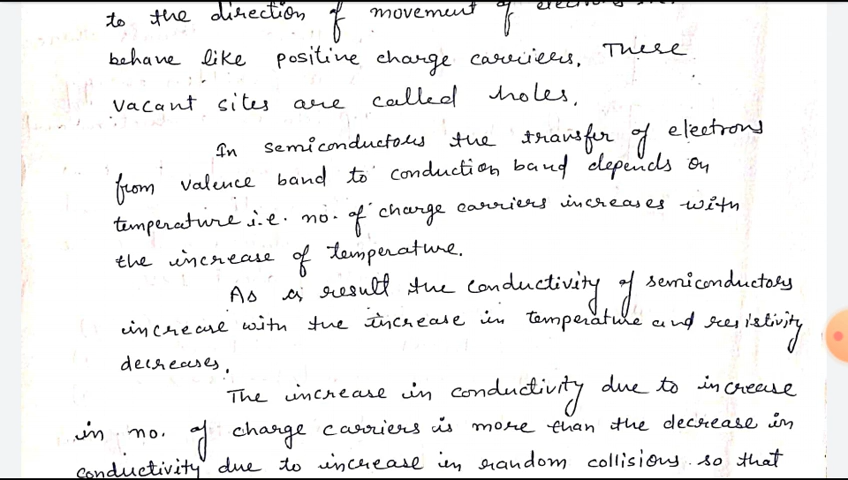 to the direction of movement of electrons
behave like positive charge carriers. These
vacant sites are called holes.
In semiconductors the transfer of electrons
from valence band to conduction band depends on
temperature i.e. no. of charge carriers increases with
the increase of temperature.
As a result the conductivity of semiconductors
increase with the increase in temperature and resistivity
decreases.
The increase in conductivity due to increase
in no. of charge carriers is more than the decrease in
conductivity due to increase in random collisions so that